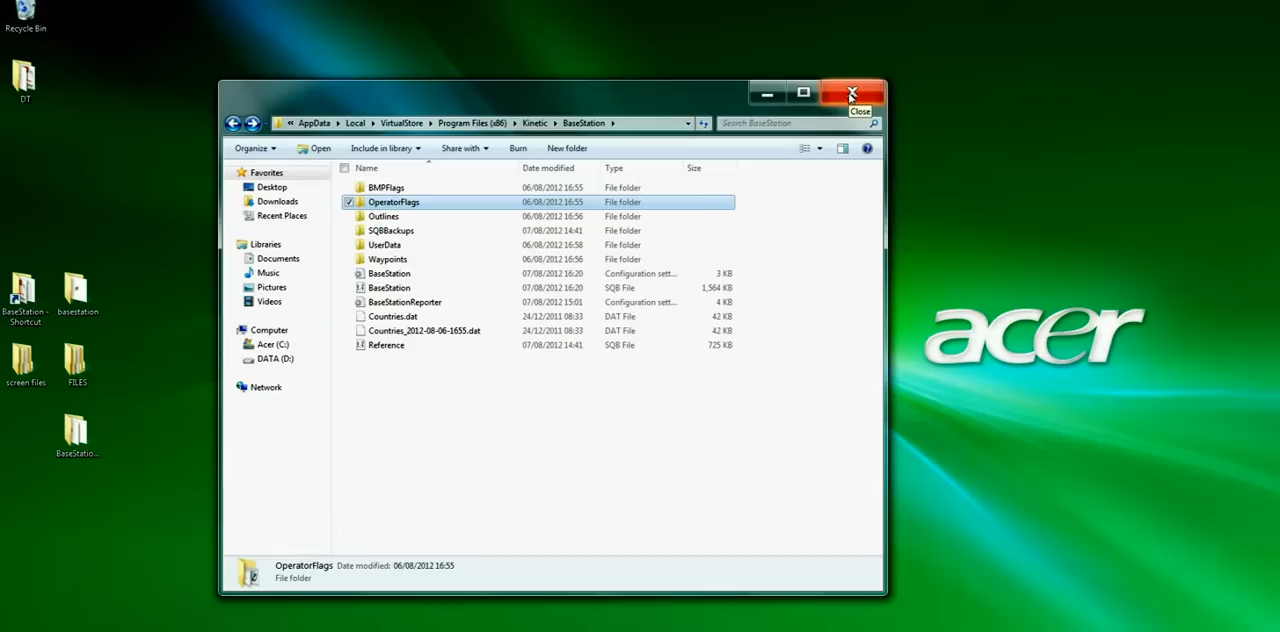 Recycle Bin
DT
BaseStation - Shortcut
basestation
screen files
FILES
BaseStatio...
Close
« AppData Local VirtualStore Program Files (x86) Kinetic BaseStation
Search BaseStation
Organize Open Include in library Share with Burn New folder
Favorites
Desktop
Downloads
Recent Places
Libraries
Documents
Music
Pictures
Videos
Computer
Acer (C:)
DATA (D:)
Network
Name Date modified Type Size
BMPFlags 06/08/2012 16:55 File folder
OperatorFlags 06/08/2012 16:55 File folder
Outlines 06/08/2012 16:56 File folder
SQBBackups 07/08/2012 14:41 File folder
UserData 06/08/2012 16:58 File folder
Waypoints 06/08/2012 16:56 File folder
BaseStation 07/08/2012 16:20 Configuration sett... 3 KB
BaseStation 07/08/2012 16:20 SQB File 1,564 KB
BaseStationReporter 07/08/2012 15:01 Configuration sett... 4 KB
Countries.dat 24/12/2011 08:33 DAT File 42 KB
Countries_2012-08-06-1655.dat 24/12/2011 08:33 DAT File 42 KB
Reference 07/08/2012 14:41 SQB File 725 KB
OperatorFlags Date modified: 06/08/2012 16:55
File folder
acer